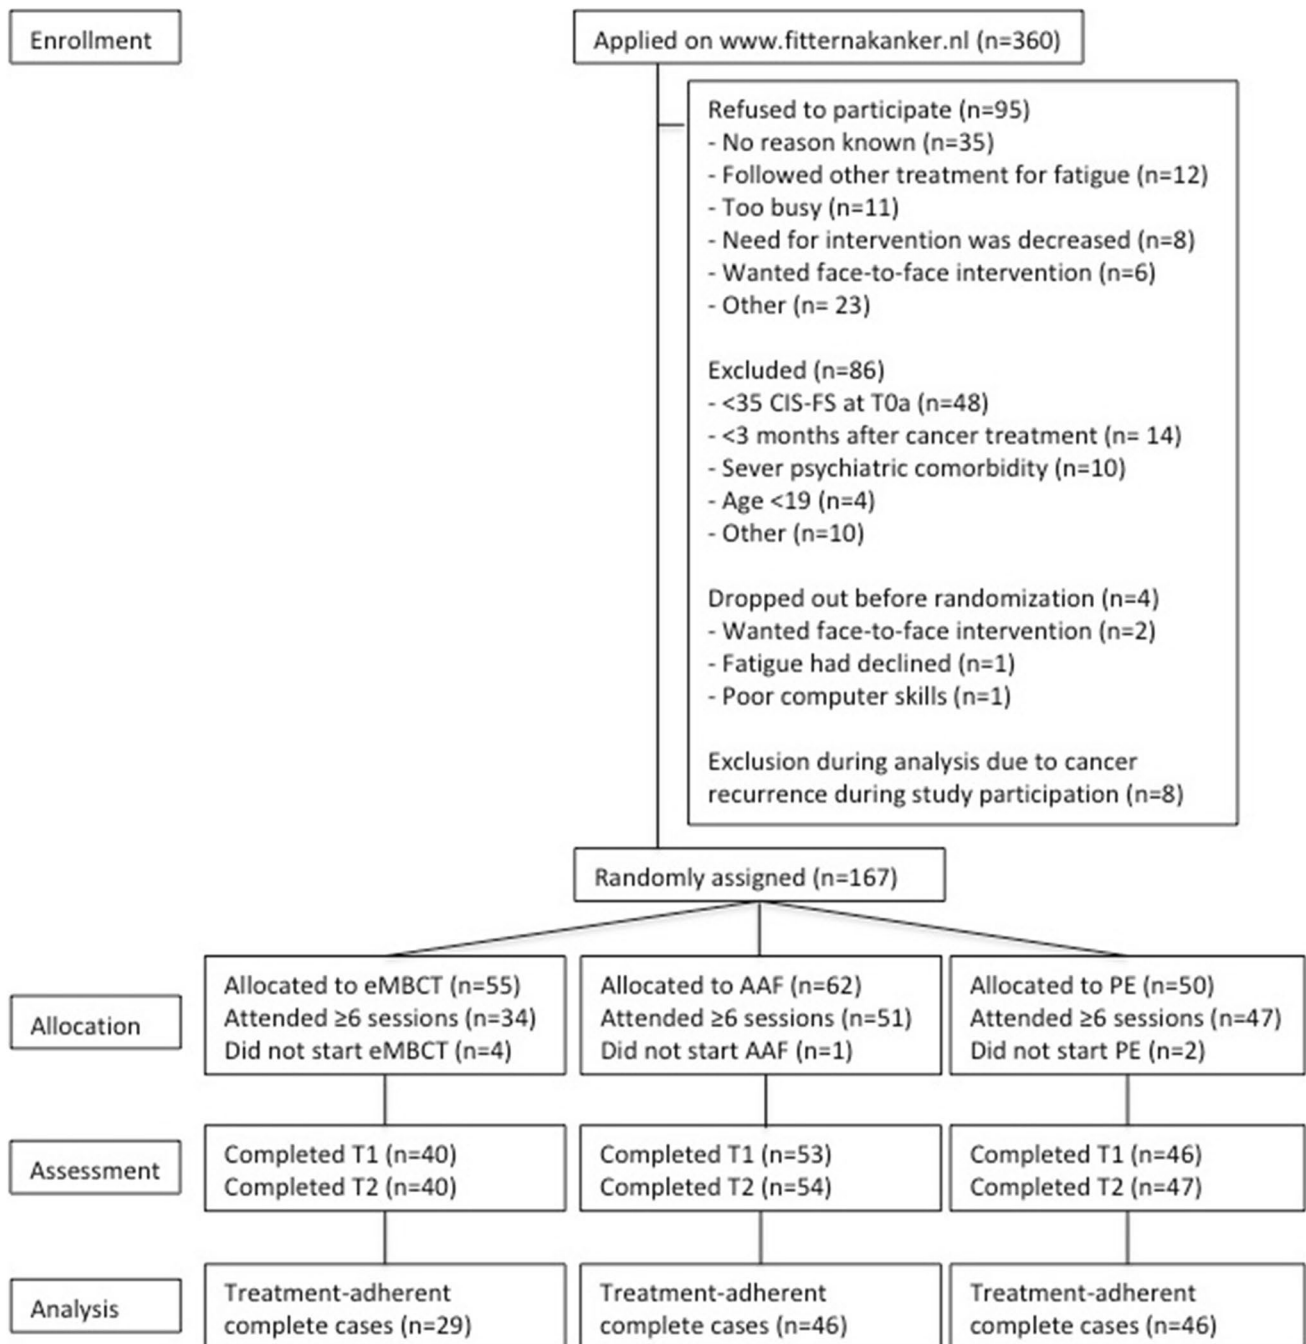 Enrollment
Applied on www.fitternakanker.nl (n=360)
Refused to participate (n=95)
- No reason known (n=35)
- Followed other treatment for fatigue (n=12)
- Too busy (n=11)
- Need for intervention was decreased (n=8)
- Wanted face-to-face intervention (n=6)
- Other (n= 23)
Excluded (n=86)
- <35 CIS-FS at T0a (n=48)
- <3 months after cancer treatment (n= 14)
- Sever psychiatric comorbidity (n=10)
- Age <19 (n=4)
- Other (n=10)
Dropped out before randomization (n=4)
- Wanted face-to-face intervention (n=2)
- Fatigue had declined (n=1)
- Poor computer skills (n=1)
Exclusion during analysis due to cancer
recurrence during study participation (n=8)
Randomly assigned (n=167)
Allocation
Allocated to eMBCT (n=55)
Attended ≥6 sessions (n=34)
Did not start eMBCT (n=4)
Allocated to AAF (n=62)
Attended ≥6 sessions (n=51)
Did not start AAF (n=1)
Allocated to PE (n=50)
Attended ≥6 sessions (n=47)
Did not start PE (n=2)
Assessment
Completed T1 (n=40)
Completed T2 (n=40)
Completed T1 (n=53)
Completed T2 (n=54)
Completed T1 (n=46)
Completed T2 (n=47)
Analysis
Treatment-adherent
complete cases (n=29)
Treatment-adherent
complete cases (n=46)
Treatment-adherent
complete cases (n=46)